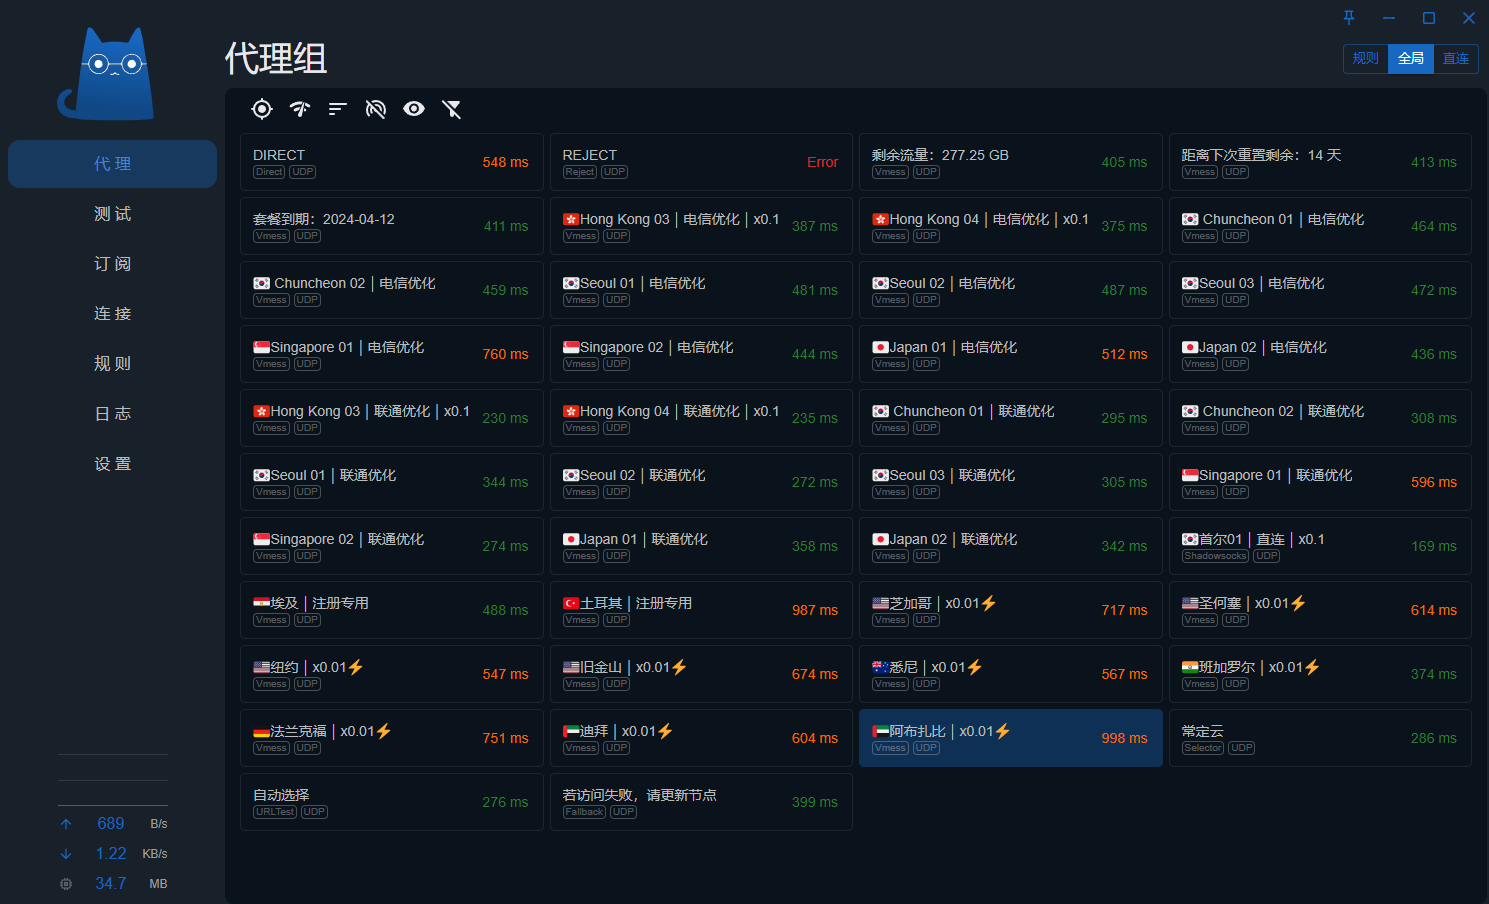 代理组
规则 全局 直连
代 理
测 试
订 阅
连 接
规 则
日 志
设 置
DIRECT
Direct UDP
548 ms
REJECT
Reject UDP
Error
剩余流量：277.25 GB
Vmess UDP
405 ms
距离下次重置剩余：14 天
Vmess UDP
413 ms
套餐到期：2024-04-12
Vmess UDP
411 ms
Hong Kong 03 | 电信优化 | x0.1
Vmess UDP
387 ms
Hong Kong 04 | 电信优化 | x0.1
Vmess UDP
375 ms
Chuncheon 01 | 电信优化
Vmess UDP
464 ms
Chuncheon 02 | 电信优化
Vmess UDP
459 ms
Seoul 01 | 电信优化
Vmess UDP
481 ms
Seoul 02 | 电信优化
Vmess UDP
487 ms
Seoul 03 | 电信优化
Vmess UDP
472 ms
Singapore 01 | 电信优化
Vmess UDP
760 ms
Singapore 02 | 电信优化
Vmess UDP
444 ms
Japan 01 | 电信优化
Vmess UDP
512 ms
Japan 02 | 电信优化
Vmess UDP
436 ms
Hong Kong 03 | 联通优化 | x0.1
Vmess UDP
230 ms
Hong Kong 04 | 联通优化 | x0.1
Vmess UDP
235 ms
Chuncheon 01 | 联通优化
Vmess UDP
295 ms
Chuncheon 02 | 联通优化
Vmess UDP
308 ms
Seoul 01 | 联通优化
Vmess UDP
344 ms
Seoul 02 | 联通优化
Vmess UDP
272 ms
Seoul 03 | 联通优化
Vmess UDP
305 ms
Singapore 01 | 联通优化
Vmess UDP
596 ms
Singapore 02 | 联通优化
Vmess UDP
274 ms
Japan 01 | 联通优化
Vmess UDP
358 ms
Japan 02 | 联通优化
Vmess UDP
342 ms
首尔01 | 直连 | x0.1
Shadowsocks UDP
169 ms
埃及 | 注册专用
Vmess UDP
488 ms
土耳其 | 注册专用
Vmess UDP
987 ms
芝加哥 | x0.01⚡
Vmess UDP
717 ms
圣何塞 | x0.01⚡
Vmess UDP
614 ms
纽约 | x0.01⚡
Vmess UDP
547 ms
旧金山 | x0.01⚡
Vmess UDP
674 ms
悉尼 | x0.01⚡
Vmess UDP
567 ms
班加罗尔 | x0.01⚡
Vmess UDP
374 ms
法兰克福 | x0.01⚡
Vmess UDP
751 ms
迪拜 | x0.01⚡
Vmess UDP
604 ms
阿布扎比 | x0.01⚡
Vmess UDP
998 ms
常定云
Selector UDP
286 ms
自动选择
URLTest UDP
276 ms
若访问失败，请更新节点
Fallback UDP
399 ms
689 B/s
1.22 KB/s
34.7 MB